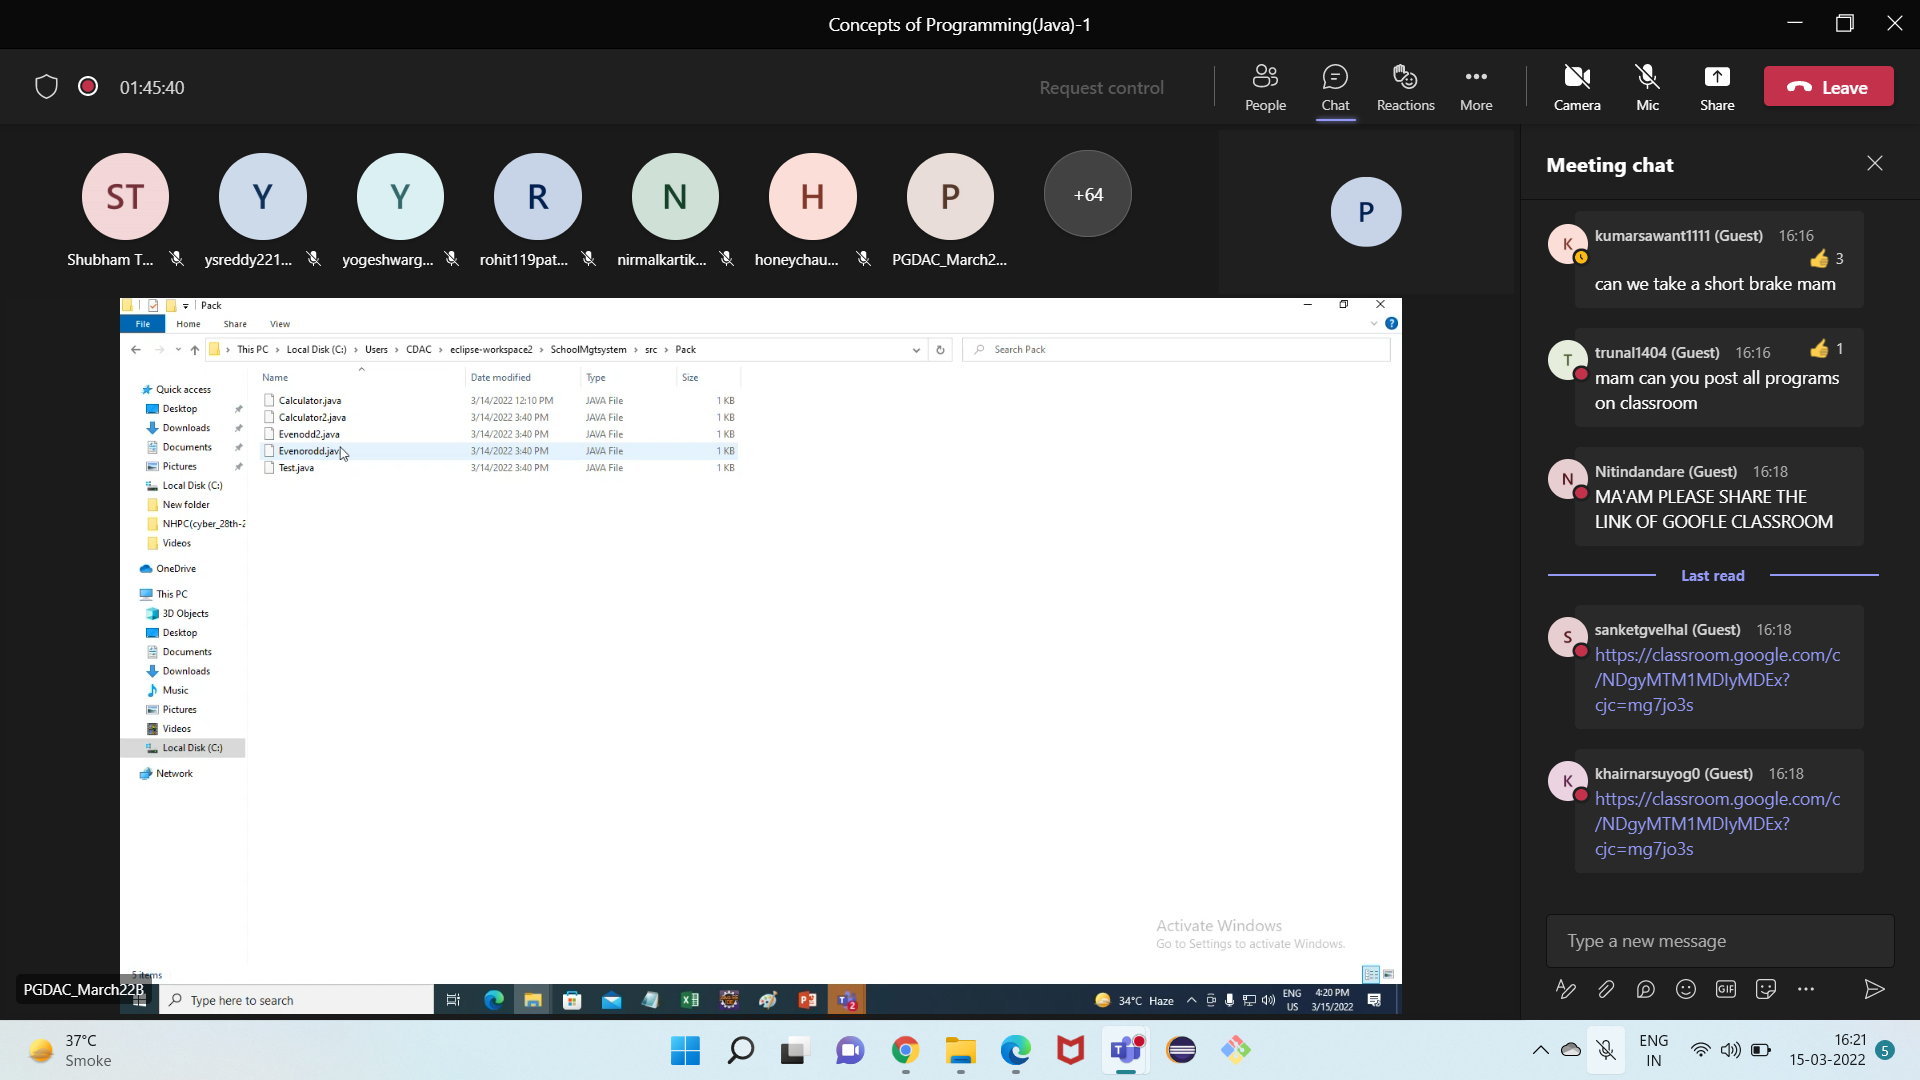 Concepts of Programming(Java)-1
01:45:40
Request control
People
Chat
Reactions
More
Camera
Mic
Share
Leave
ST
Y
Y
R
N
H
P
+64
P
Shubham T...
ysreddy221...
yogeshwarg...
rohit119pat...
nirmalkartik...
honeychau...
PGDAC_March2...
Pack
File
Home
Share
View
This PC › Local Disk (C:) › Users › CDAC › eclipse-workspace2 › SchoolMgtsystem › src › Pack
Search Pack
Name Date modified Type Size
Calculator.java 3/14/2022 12:10 PM JAVA File 1 KB
Calculator2.java 3/14/2022 3:40 PM JAVA File 1 KB
Evenodd2.java 3/14/2022 3:40 PM JAVA File 1 KB
Evenorodd.java 3/14/2022 3:40 PM JAVA File 1 KB
Test.java 3/14/2022 3:40 PM JAVA File 1 KB
Quick access
Desktop
Downloads
Documents
Pictures
Local Disk (C:)
New folder
NHPC(cyber_28th-2
Videos
OneDrive
This PC
3D Objects
Desktop
Documents
Downloads
Music
Pictures
Videos
Local Disk (C:)
Network
Activate Windows
Go to Settings to activate Windows.
5 items
PGDAC_March22B
Type here to search
34°C Haze
ENG
US
4:20 PM
3/15/2022
Meeting chat
K
kumarsawant1111 (Guest) 16:16
3
can we take a short brake mam
T
trunal1404 (Guest) 16:16
1
mam can you post all programs
on classroom
N
Nitindandare (Guest) 16:18
MA'AM PLEASE SHARE THE
LINK OF GOOFLE CLASSROOM
Last read
S
sanketgvelhal (Guest) 16:18
https://classroom.google.com/c
/NDgyMTM1MDIyMDEx?
cjc=mg7jo3s
K
khairnarsuyog0 (Guest) 16:18
https://classroom.google.com/c
/NDgyMTM1MDIyMDEx?
cjc=mg7jo3s
Type a new message
GIF
37°C
Smoke
ENG
IN
16:21
15-03-2022
5